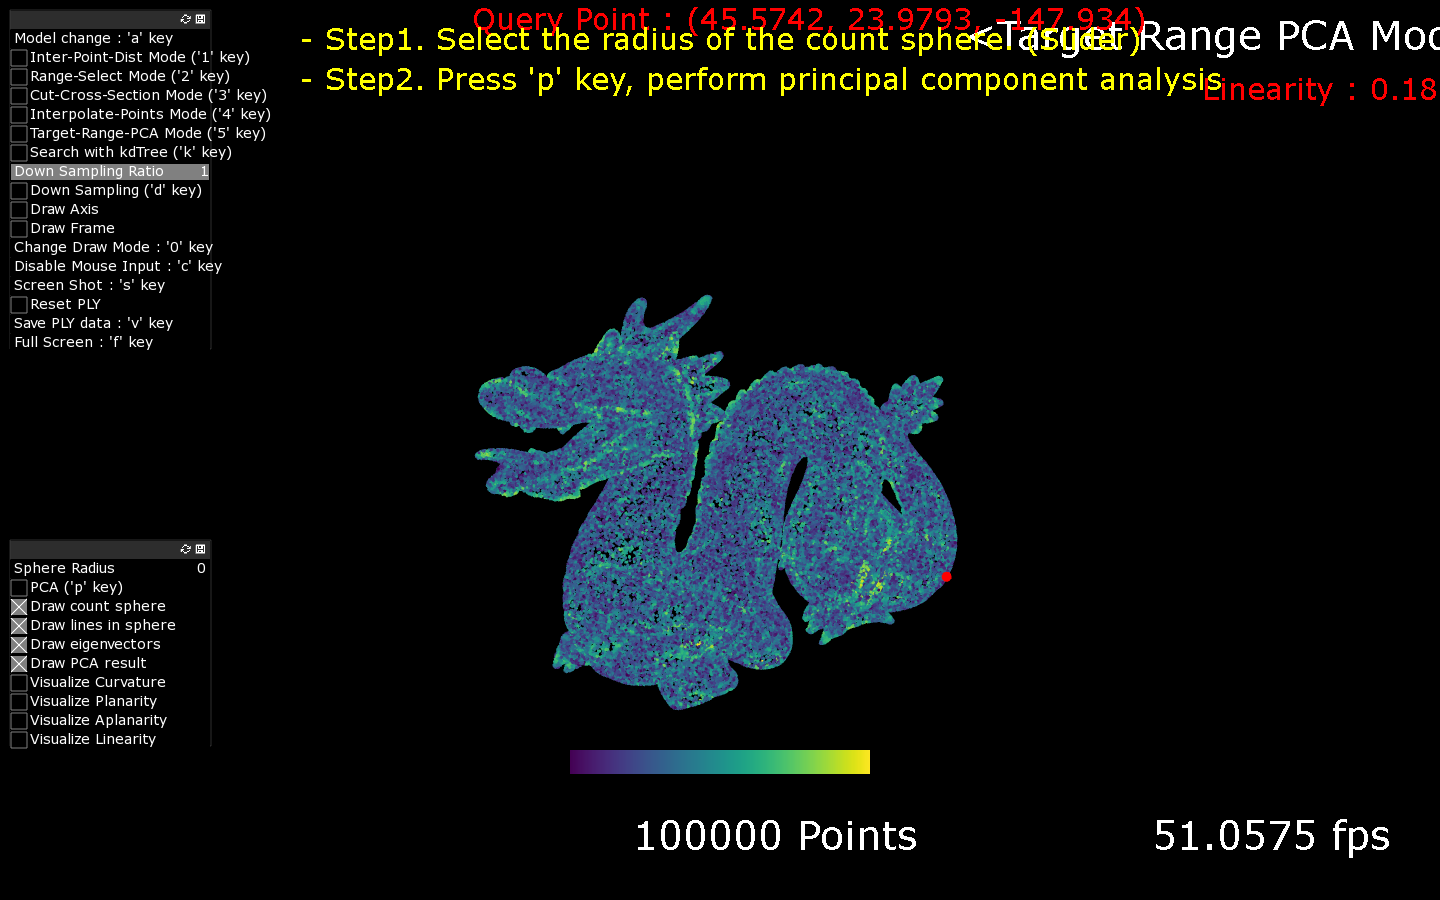 Model change : 'a' key
Inter-Point-Dist Mode ('1' key)
Range-Select Mode ('2' key)
Cut-Cross-Section Mode ('3' key)
Interpolate-Points Mode ('4' key)
Target-Range-PCA Mode ('5' key)
Search with kdTree ('k' key)
Down Sampling Ratio 1
Down Sampling ('d' key)
Draw Axis
Draw Frame
Change Draw Mode : '0' key
Disable Mouse Input : 'c' key
Screen Shot : 's' key
Reset PLY
Save PLY data : 'v' key
Full Screen : 'f' key
Query Point : (45.5742, 23.9793, -147.934)
- Step1. Select the radius of the count sphere (Slider)
<Target Range PCA Mod
- Step2. Press 'p' key, perform principal component analysis
Linearity : 0.18
Sphere Radius 0
PCA ('p' key)
Draw count sphere
Draw lines in sphere
Draw eigenvectors
Draw PCA result
Visualize Curvature
Visualize Planarity
Visualize Aplanarity
Visualize Linearity
100000 Points
51.0575 fps